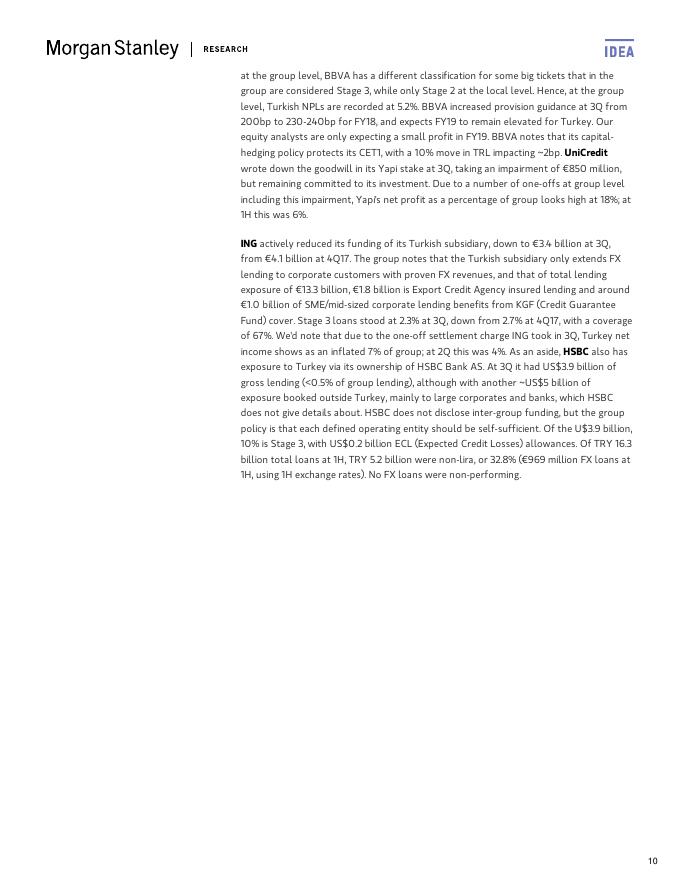 Morgan Stanley | RESEARCH
IDEA
at the group level, BBVA has a different classification for some big tickets that in the
group are considered Stage 3, while only Stage 2 at the local level. Hence, at the group
level, Turkish NPLs are recorded at 5.2%. BBVA increased provision guidance at 3Q from
200bp to 230-240bp for FY18, and expects FY19 to remain elevated for Turkey. Our
equity analysts are only expecting a small profit in FY19. BBVA notes that its capital-
hedging policy protects its CET1, with a 10% move in TRL impacting ~2bp. UniCredit
wrote down the goodwill in its Yapi stake at 3Q, taking an impairment of €850 million,
but remaining committed to its investment. Due to a number of one-offs at group level
including this impairment, Yapi's net profit as a percentage of group looks high at 18%; at
1H this was 6%.
ING actively reduced its funding of its Turkish subsidiary, down to €3.4 billion at 3Q,
from €4.1 billion at 4Q17. The group notes that the Turkish subsidiary only extends FX
lending to corporate customers with proven FX revenues, and that of total lending
exposure of €13.3 billion, €1.8 billion is Export Credit Agency insured lending and around
€1.0 billion of SME/mid-sized corporate lending benefits from KGF (Credit Guarantee
Fund) cover. Stage 3 loans stood at 2.3% at 3Q, down from 2.7% at 4Q17, with a coverage
of 67%. We'd note that due to the one-off settlement charge ING took in 3Q, Turkey net
income shows as an inflated 7% of group; at 2Q this was 4%. As an aside, HSBC also has
exposure to Turkey via its ownership of HSBC Bank AS. At 3Q it had US$3.9 billion of
gross lending (<0.5% of group lending), although with another ~US$5 billion of
exposure booked outside Turkey, mainly to large corporates and banks, which HSBC
does not give details about. HSBC does not disclose inter-group funding, but the group
policy is that each defined operating entity should be self-sufficient. Of the U$3.9 billion,
10% is Stage 3, with US$0.2 billion ECL (Expected Credit Losses) allowances. Of TRY 16.3
billion total loans at 1H, TRY 5.2 billion were non-lira, or 32.8% (€969 million FX loans at
1H, using 1H exchange rates). No FX loans were non-performing.
10